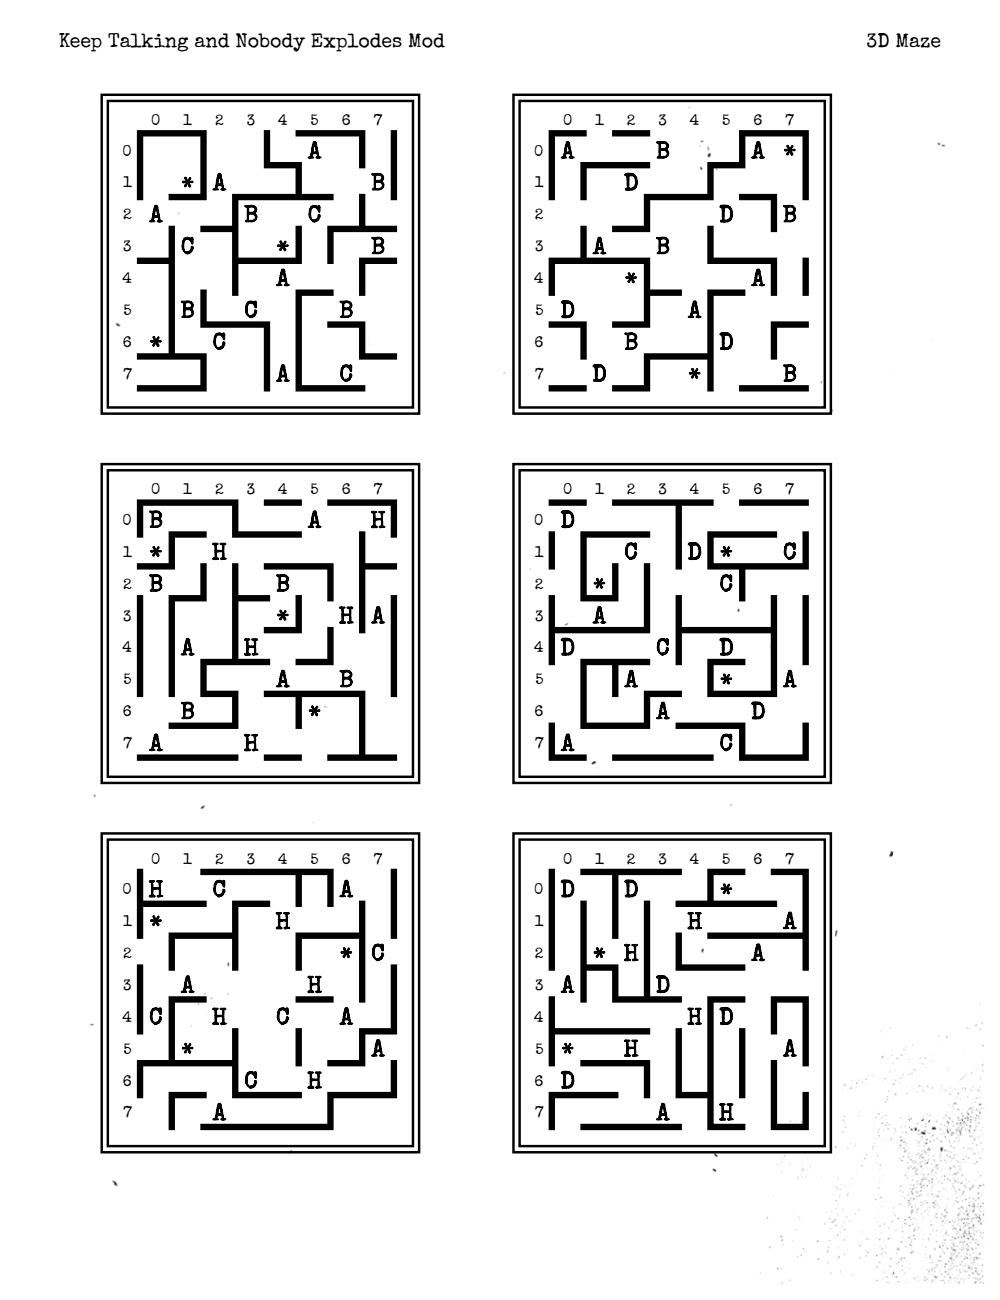 Keep Talking and Nobody Explodes Mod 3D Maze
0 1 2 3 4 5 6 7
0 A
1 * A B
2 A B C
3 C * B
4 A
5 B C B
6 * C
7 A C
0 1 2 3 4 5 6 7
0 A B A *
1 D
2 D B
3 A B
4 * A
5 D A
6 B D
7 D * B
0 1 2 3 4 5 6 7
0 B A H
1 * H
2 B B
3 * H A
4 A H
5 A B
6 B *
7 A H
0 1 2 3 4 5 6 7
0 D
1 C D * C
2 * C
3 A
4 D C D
5 A * A
6 A D
7 A C
0 1 2 3 4 5 6 7
0 H C A
1 * H
2 * C
3 A H
4 C H C A
5 * A
6 C H
7 A
0 1 2 3 4 5 6 7
0 D D *
1 H A
2 * H A
3 A D
4 H D
5 * H A
6 D
7 A H